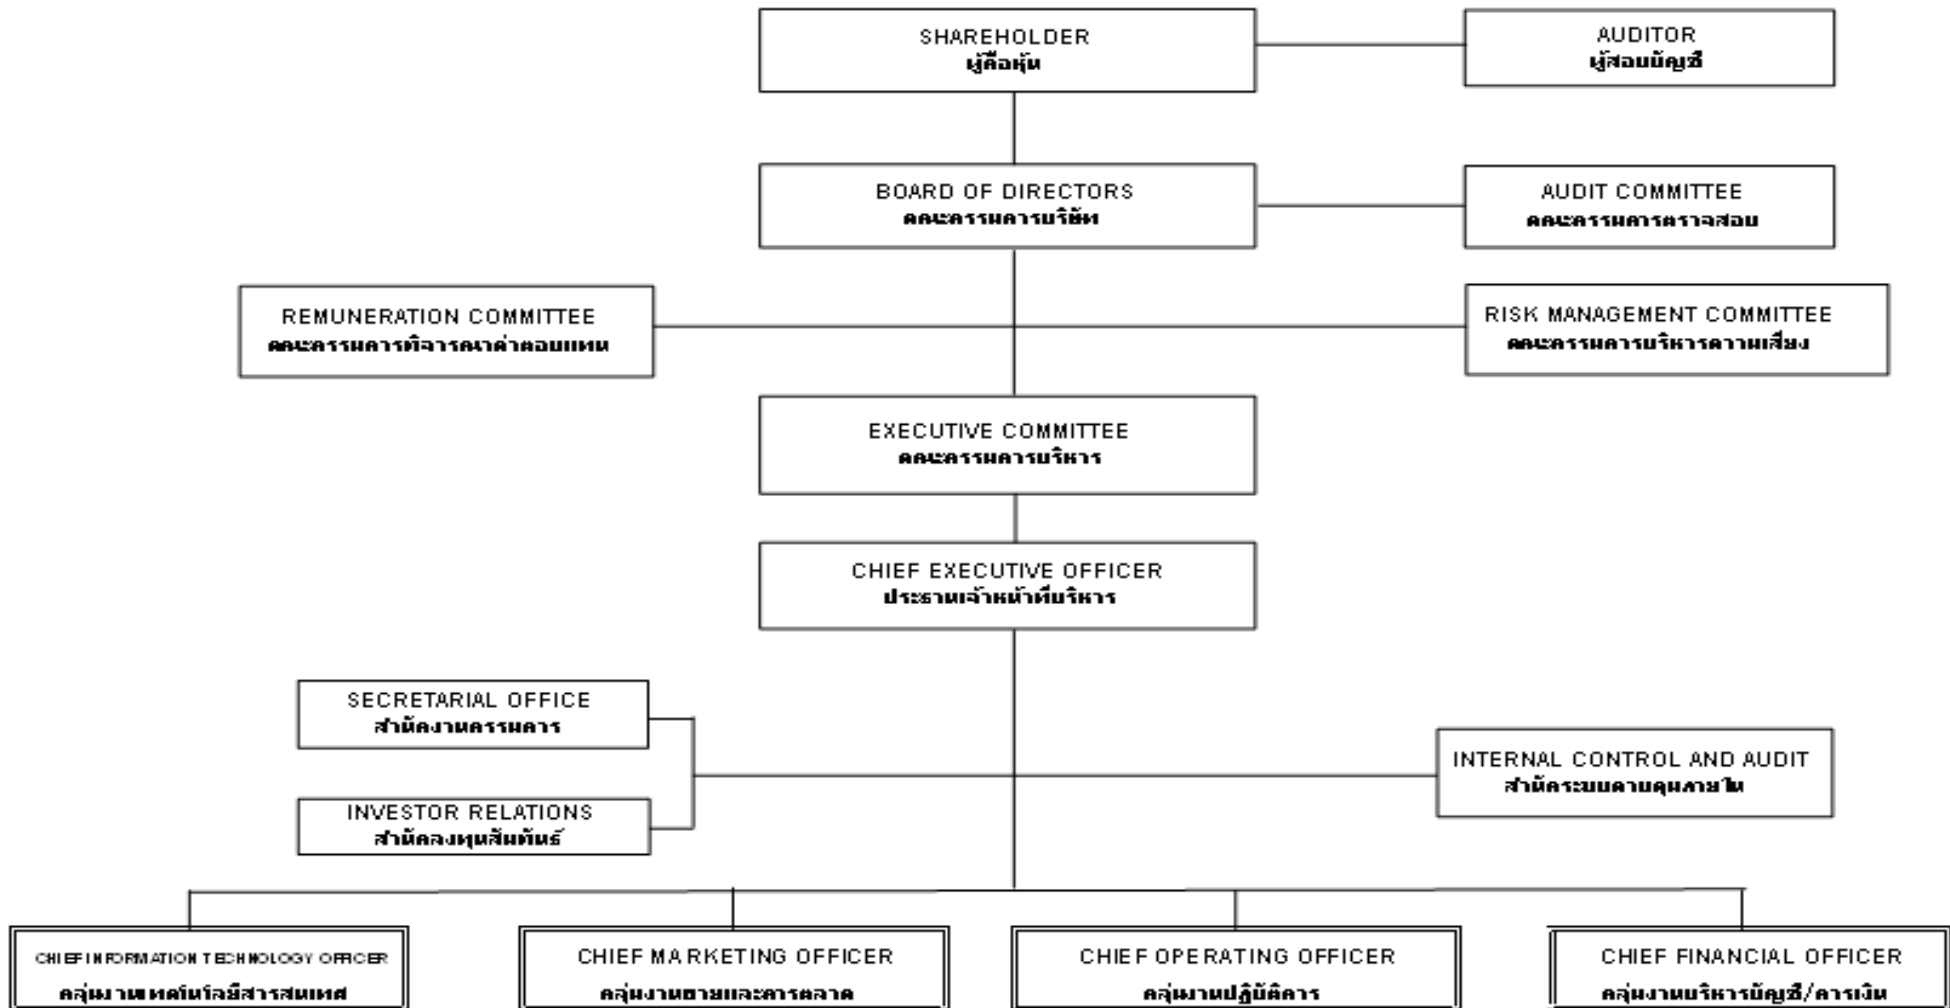 SHAREHOLDER
ผู้ถือหุ้น
AUDITOR
ผู้สอบบัญชี
BOARD OF DIRECTORS
คณะกรรมการบริษัท
AUDIT COMMITTEE
คณะกรรมการตรวจสอบ
REMUNERATION COMMITTEE
คณะกรรมการพิจารณาค่าตอบแทน
RISK MANAGEMENT COMMITTEE
คณะกรรมการบริหารความเสี่ยง
EXECUTIVE COMMITTEE
คณะกรรมการบริหาร
CHIEF EXECUTIVE OFFICER
ประธานเจ้าหน้าที่บริหาร
SECRETARIAL OFFICE
สำนักงานกรรมการ
INTERNAL CONTROL AND AUDIT
สำนักระบบควบคุมภายใน
INVESTOR RELATIONS
สำนักลงทุนสัมพันธ์
CHIEF INFORMATION TECHNOLOGY OFFICER
กลุ่มงานเทคโนโลยีสารสนเทศ
CHIEF MARKETING OFFICER
กลุ่มงานขายและการตลาด
CHIEF OPERATING OFFICER
กลุ่มงานปฏิบัติการ
CHIEF FINANCIAL OFFICER
กลุ่มงานบริหารบัญชี/การเงิน